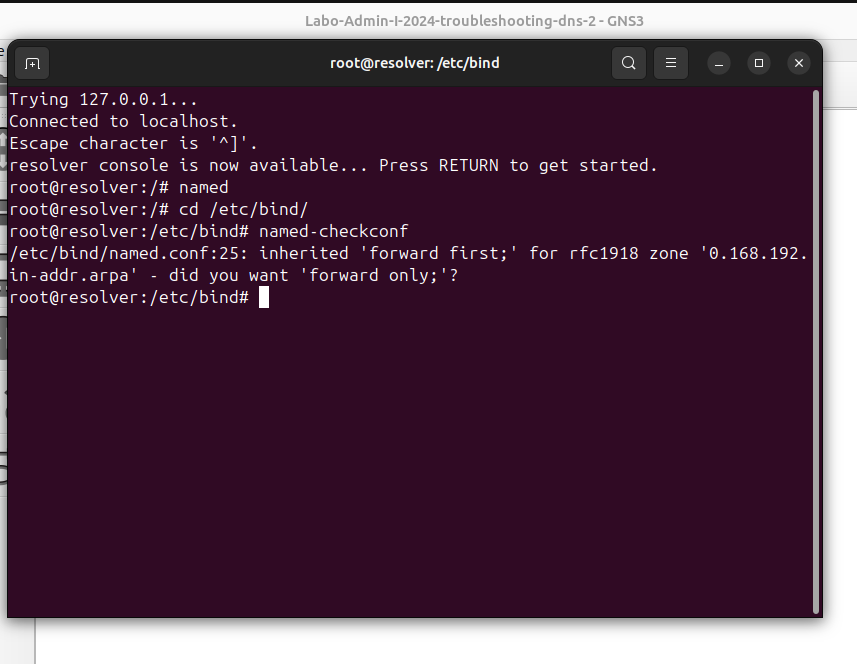 Labo-Admin-I-2024-troubleshooting-dns-2 - GNS3
root@resolver: /etc/bind
Trying 127.0.0.1...
Connected to localhost.
Escape character is '^]'.
resolver console is now available... Press RETURN to get started.
root@resolver:/# named
root@resolver:/# cd /etc/bind/
root@resolver:/etc/bind# named-checkconf
/etc/bind/named.conf:25: inherited 'forward first;' for rfc1918 zone '0.168.192.
in-addr.arpa' - did you want 'forward only;'?
root@resolver:/etc/bind#